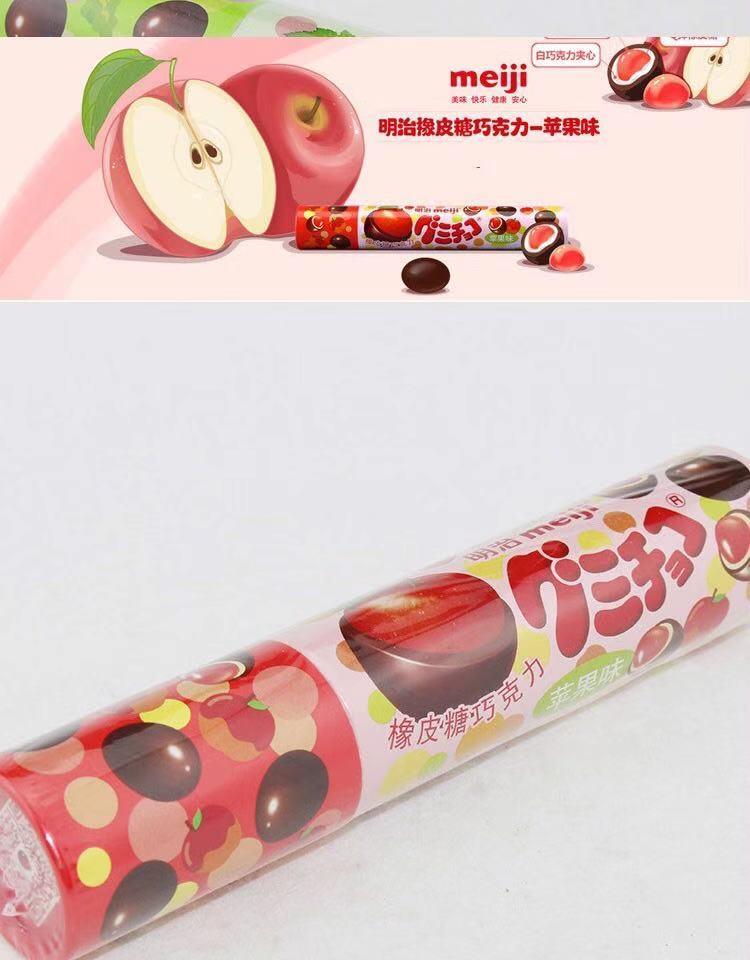 白巧克力夹心
meiji
美味 快乐 健康 安心
明治橡皮糖巧克力-苹果味
明治 meiji
グミチョコ
苹果味
明治 meiji
グミチョコ®
橡皮糖巧克力
苹果味